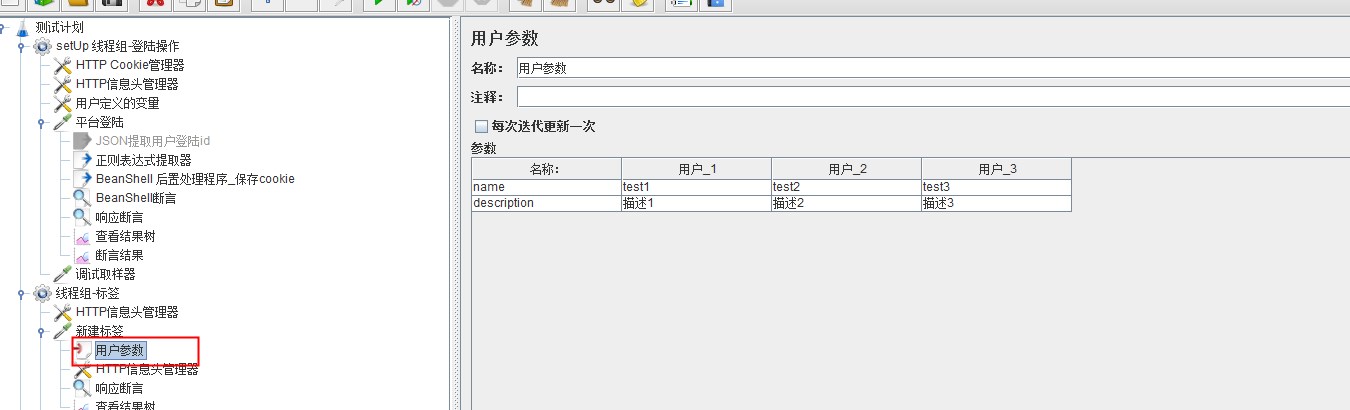 测试计划
setUp 线程组-登陆操作
HTTP Cookie管理器
HTTP信息头管理器
用户定义的变量
平台登陆
JSON提取用户登陆id
正则表达式提取器
BeanShell 后置处理程序_保存cookie
BeanShell断言
响应断言
查看结果树
断言结果
调试取样器
线程组-标签
HTTP信息头管理器
新建标签
用户参数
HTTP信息头管理器
响应断言
查看结果树
用户参数
名称： 用户参数
注释：
每次迭代更新一次
参数
名称: 用户_1 用户_2 用户_3
name test1 test2 test3
description 描述1 描述2 描述3